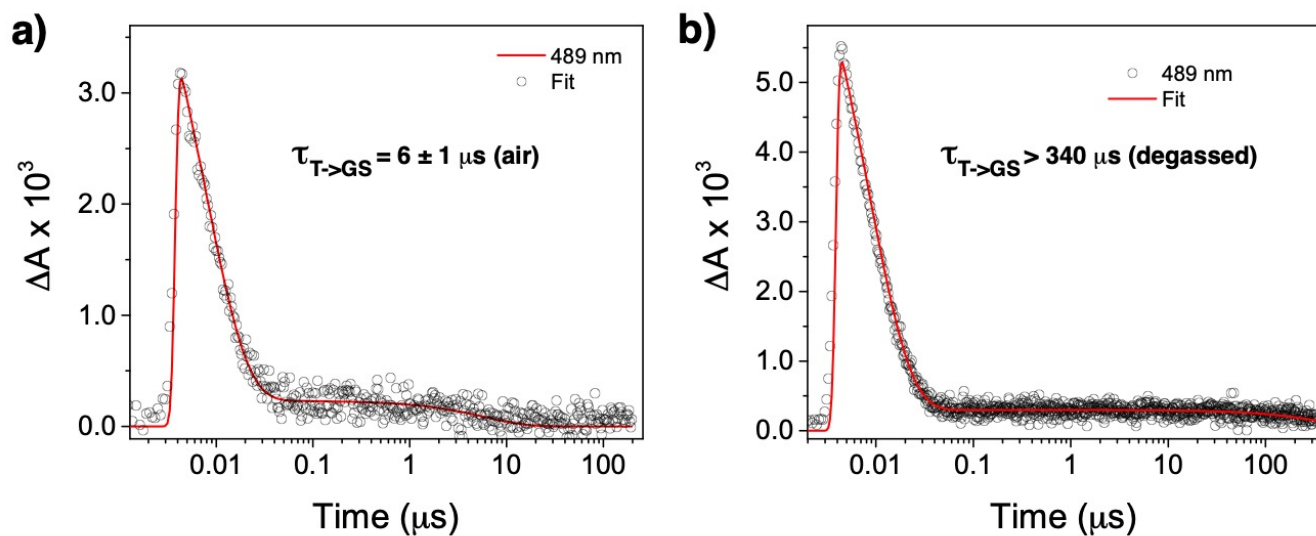 a)
489 nm
Fit
τT->GS = 6 ± 1 μs (air)
3.0
2.0
1.0
0.0
ΔA x 10³
0.01 0.1 1 10 100
Time (μs)
b)
489 nm
Fit
τT->GS > 340 μs (degassed)
5.0
4.0
3.0
2.0
1.0
0.0
ΔA x 10³
0.01 0.1 1 10 100
Time (μs)